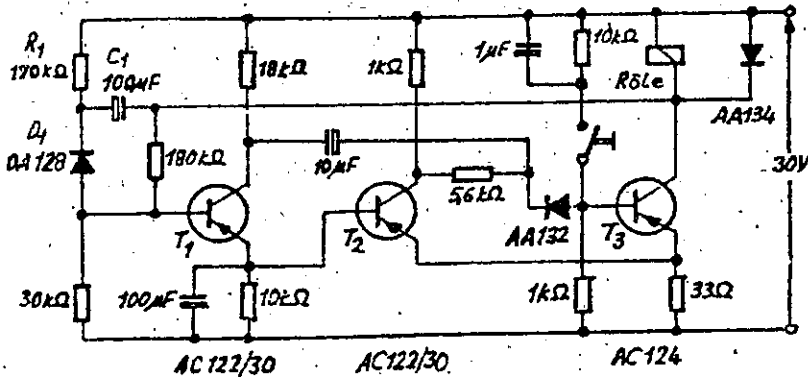 R1
170kΩ
C1
100µF
18kΩ
1kΩ
1µF
10kΩ
Röle
AA134
D1
OA128
180kΩ
10µF
5,6kΩ
30V
T1
T2
AA132
T3
30kΩ
100µF
10kΩ
1kΩ
33Ω
AC122/30
AC122/30
AC124